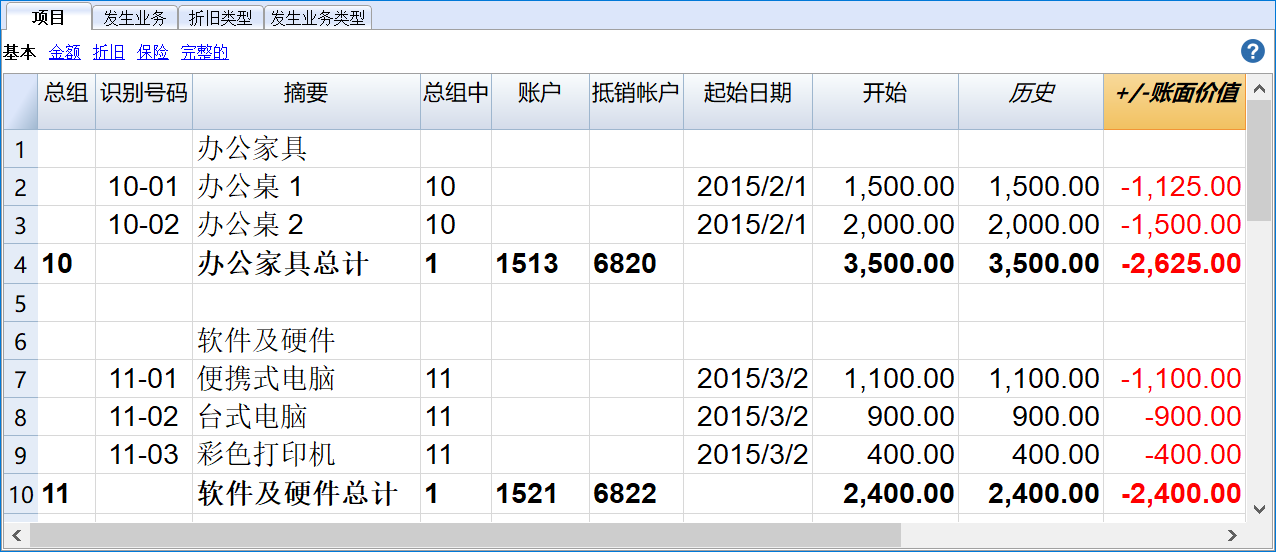 项目 发生业务 折旧类型 发生业务类型
基本 金额 折旧 保险 完整的 ?
总组 识别号码 摘要 总组中 账户 抵销帐户 起始日期 开始 历史 +/-账面价值
1 办公家具
2 10-01 办公桌 1 10 2015/2/1 1,500.00 1,500.00 -1,125.00
3 10-02 办公桌 2 10 2015/2/1 2,000.00 2,000.00 -1,500.00
4 10 办公家具总计 1 1513 6820 3,500.00 3,500.00 -2,625.00
5
6 软件及硬件
7 11-01 便携式电脑 11 2015/3/2 1,100.00 1,100.00 -1,100.00
8 11-02 台式电脑 11 2015/3/2 900.00 900.00 -900.00
9 11-03 彩色打印机 11 2015/3/2 400.00 400.00 -400.00
10 11 软件及硬件总计 1 1521 6822 2,400.00 2,400.00 -2,400.00